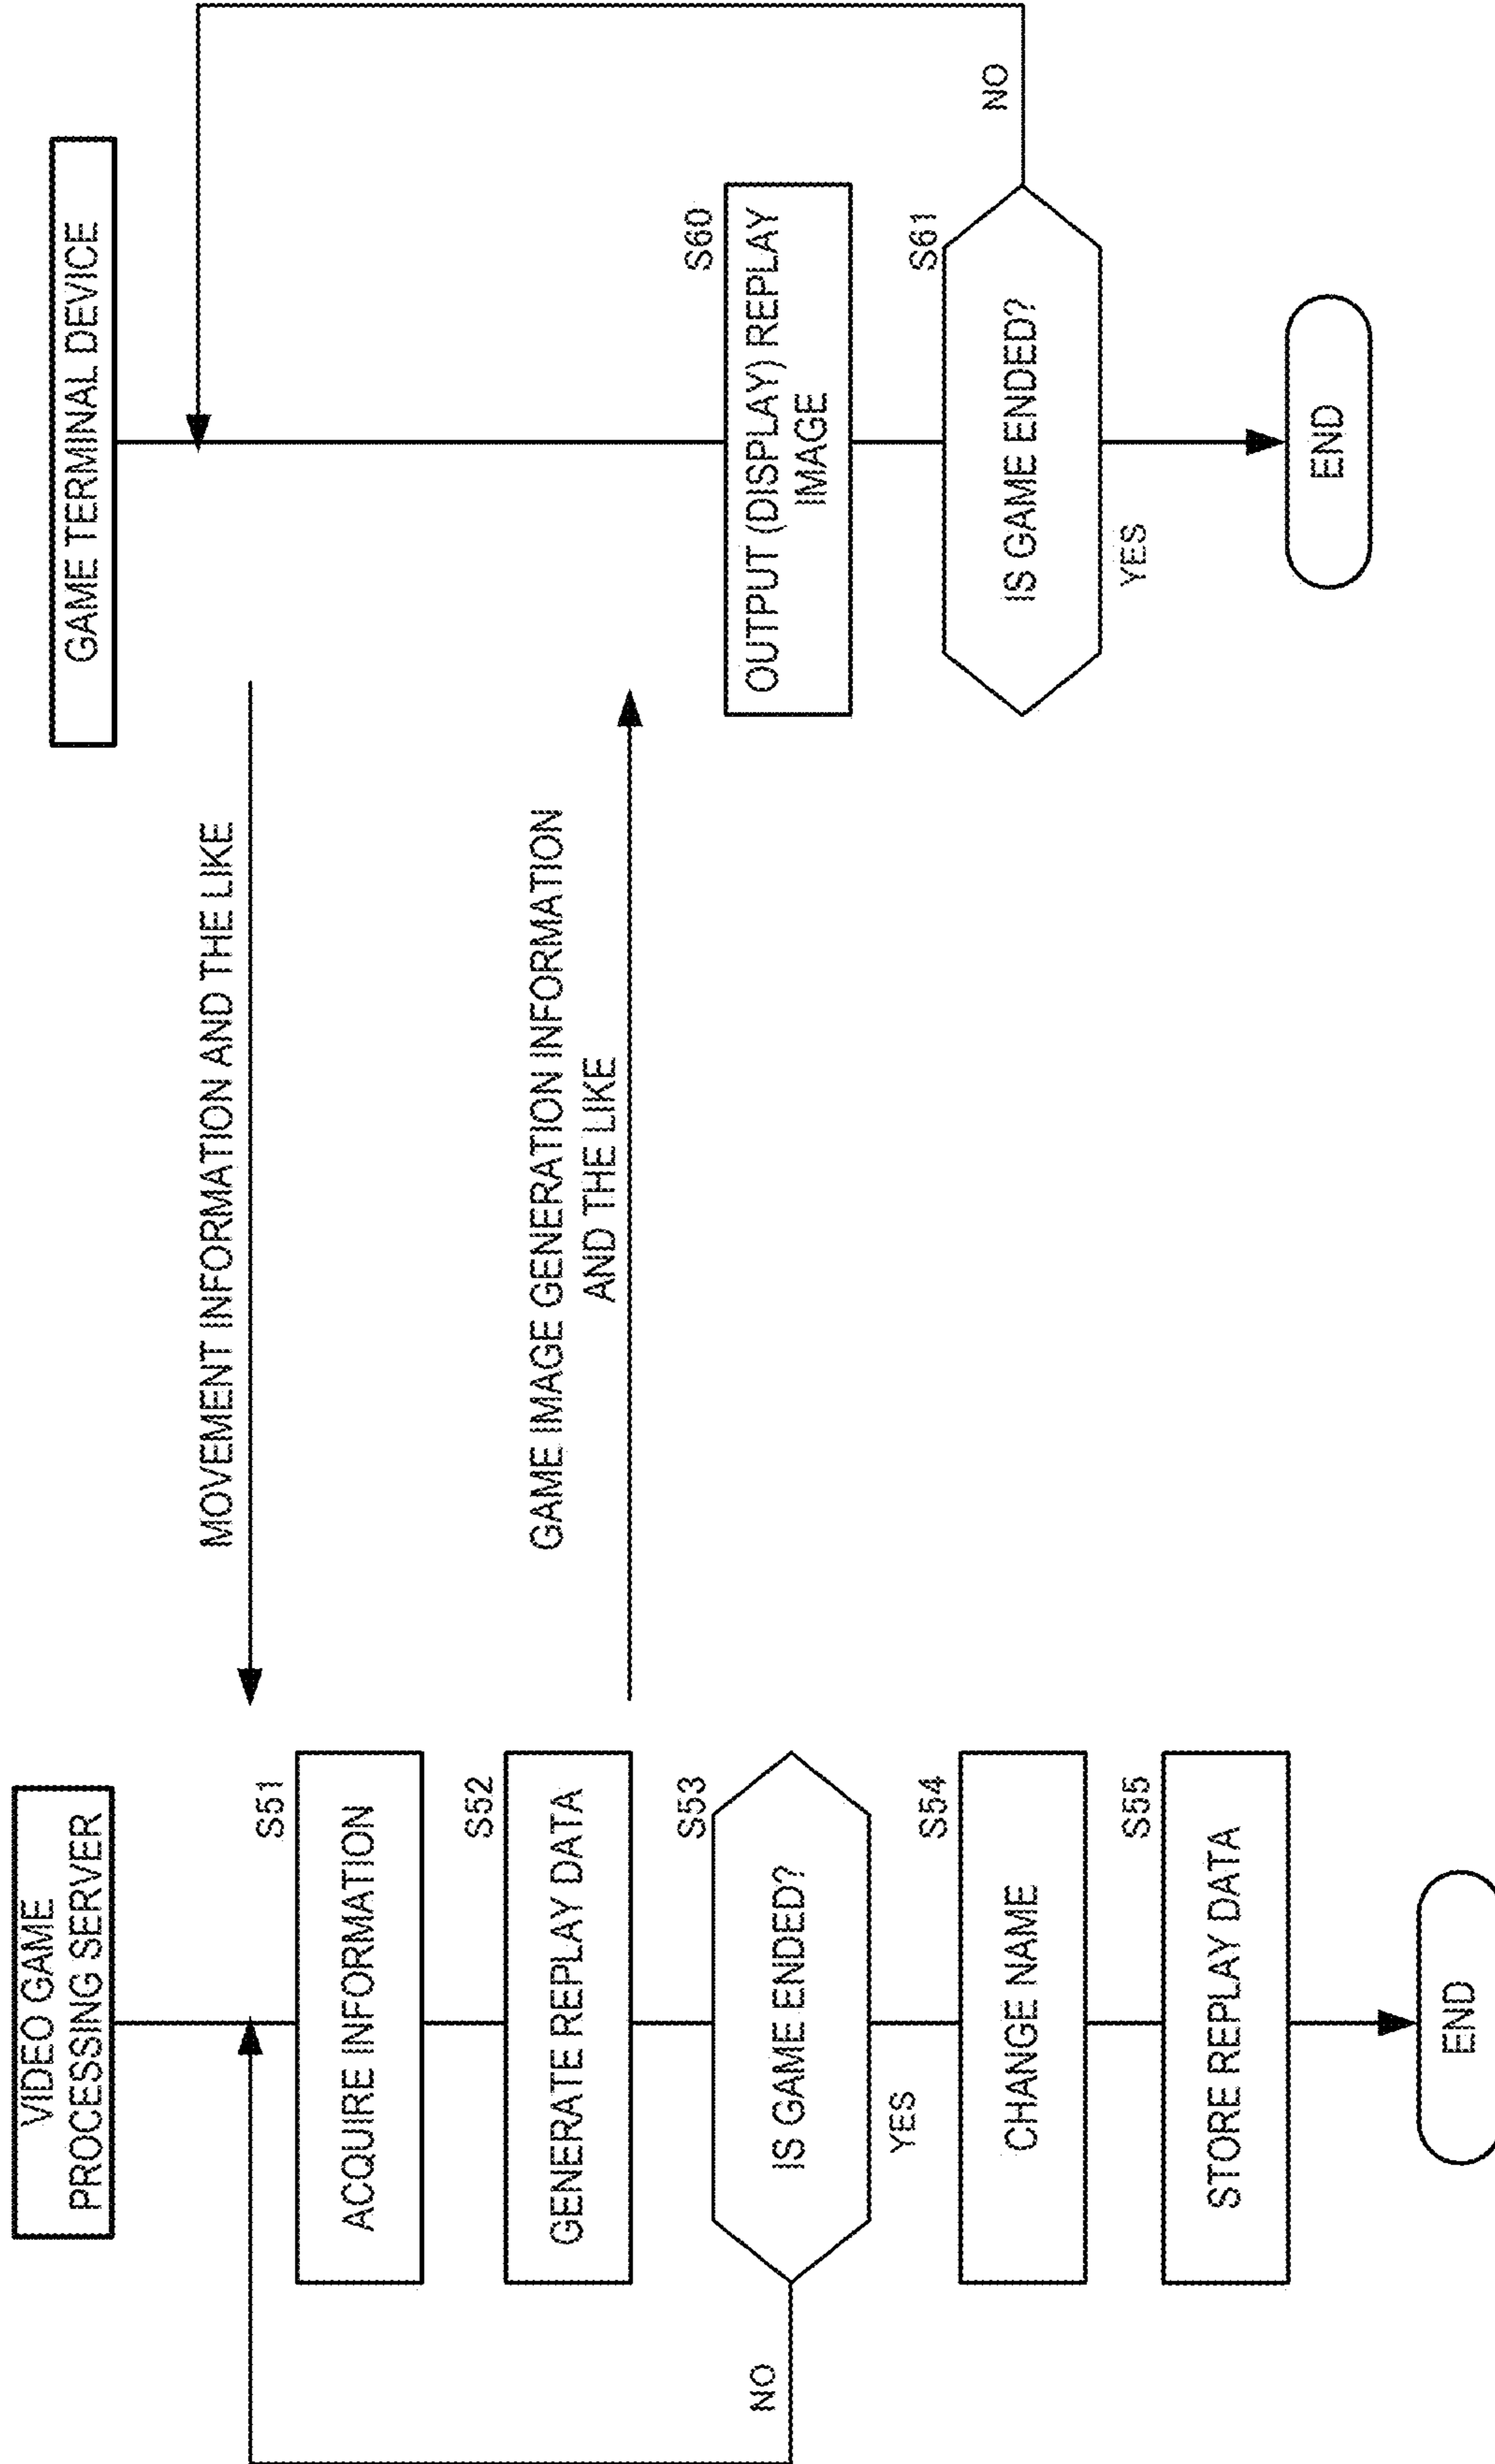 VIDEO GAME
PROCESSING SERVER
S51
ACQUIRE INFORMATION
S52
GENERATE REPLAY DATA
S53
IS GAME ENDED?
NO
YES
S54
CHANGE NAME
S55
STORE REPLAY DATA
END
MOVEMENT INFORMATION AND THE LIKE
GAME IMAGE GENERATION INFORMATION
AND THE LIKE
GAME TERMINAL DEVICE
S60
OUTPUT (DISPLAY) REPLAY
IMAGE
S61
IS GAME ENDED?
NO
YES
END